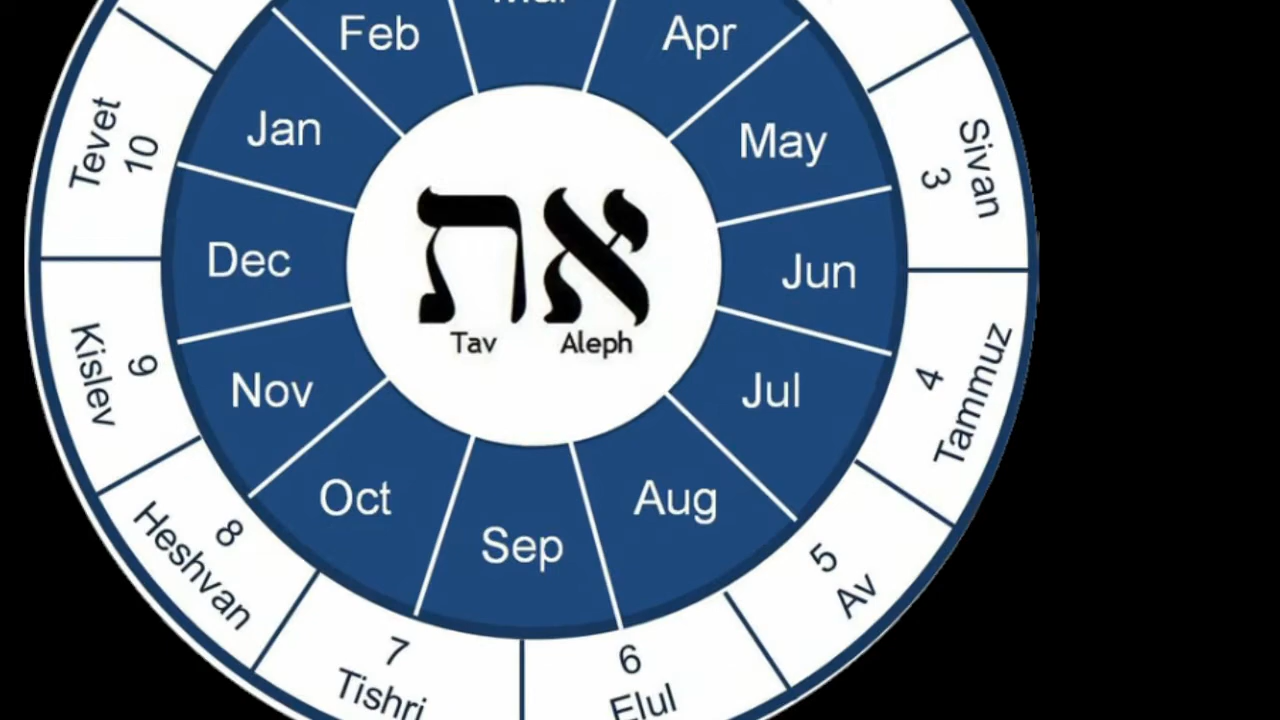 Feb
Apr
Jan
May
Dec
Jun
Nov
Jul
Oct
Aug
Sep
את
Tav Aleph
Tevet
10
Sivan
3
Kislev
9
4
Tammuz
8
Heshvan
5
Av
7
Tishri
6
Elul